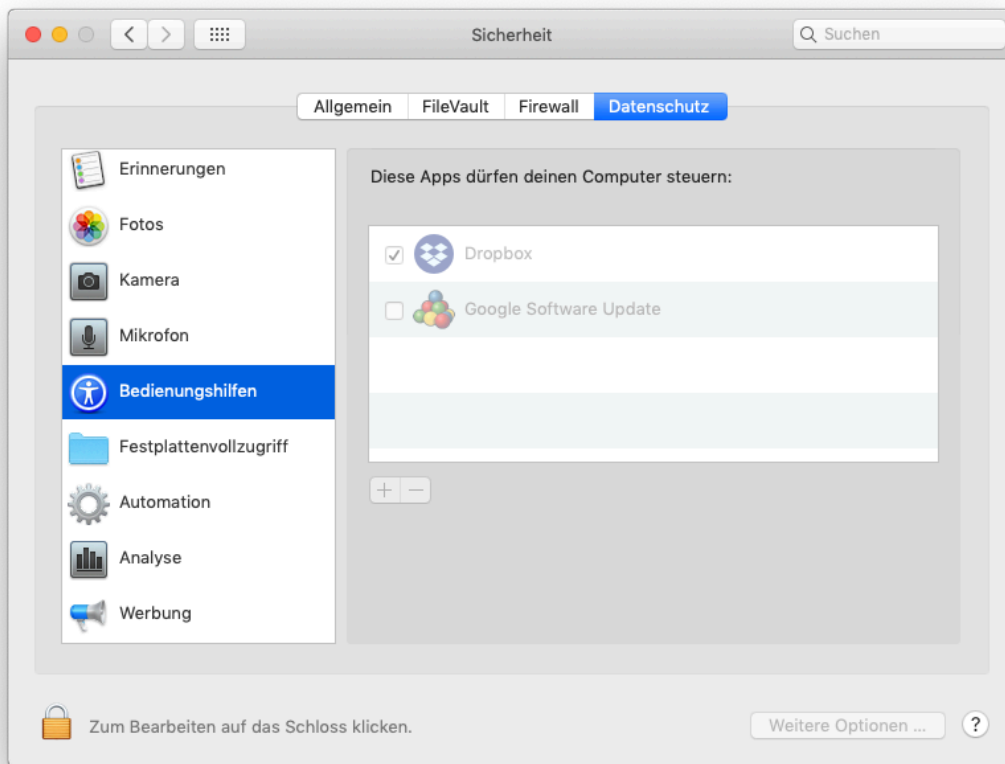 Sicherheit
Suchen
Allgemein FileVault Firewall Datenschutz
Erinnerungen
Fotos
Kamera
Mikrofon
Bedienungshilfen
Festplattenvollzugriff
Automation
Analyse
Werbung
Diese Apps dürfen deinen Computer steuern:
Dropbox
Google Software Update
Zum Bearbeiten auf das Schloss klicken.
Weitere Optionen ...
?